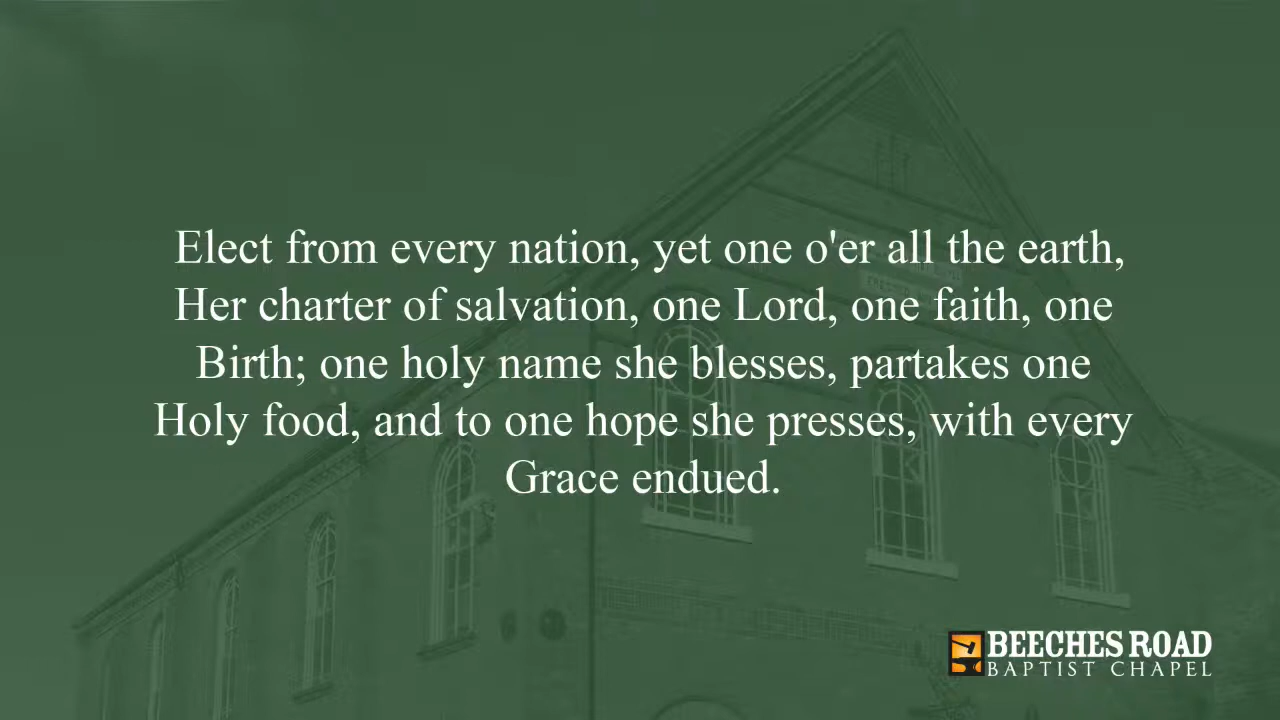 Elect from every nation, yet one o'er all the earth,
Her charter of salvation, one Lord, one faith, one
Birth; one holy name she blesses, partakes one
Holy food, and to one hope she presses, with every
Grace endued.
BEECHES ROAD
BAPTIST CHAPEL